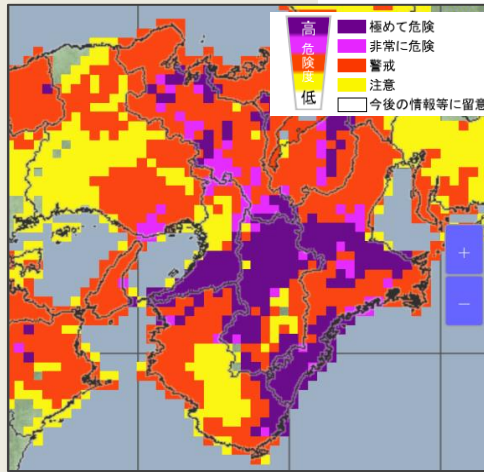 高
危
険
度
低
極めて危険
非常に危険
警戒
注意
今後の情報等に留意
+
−